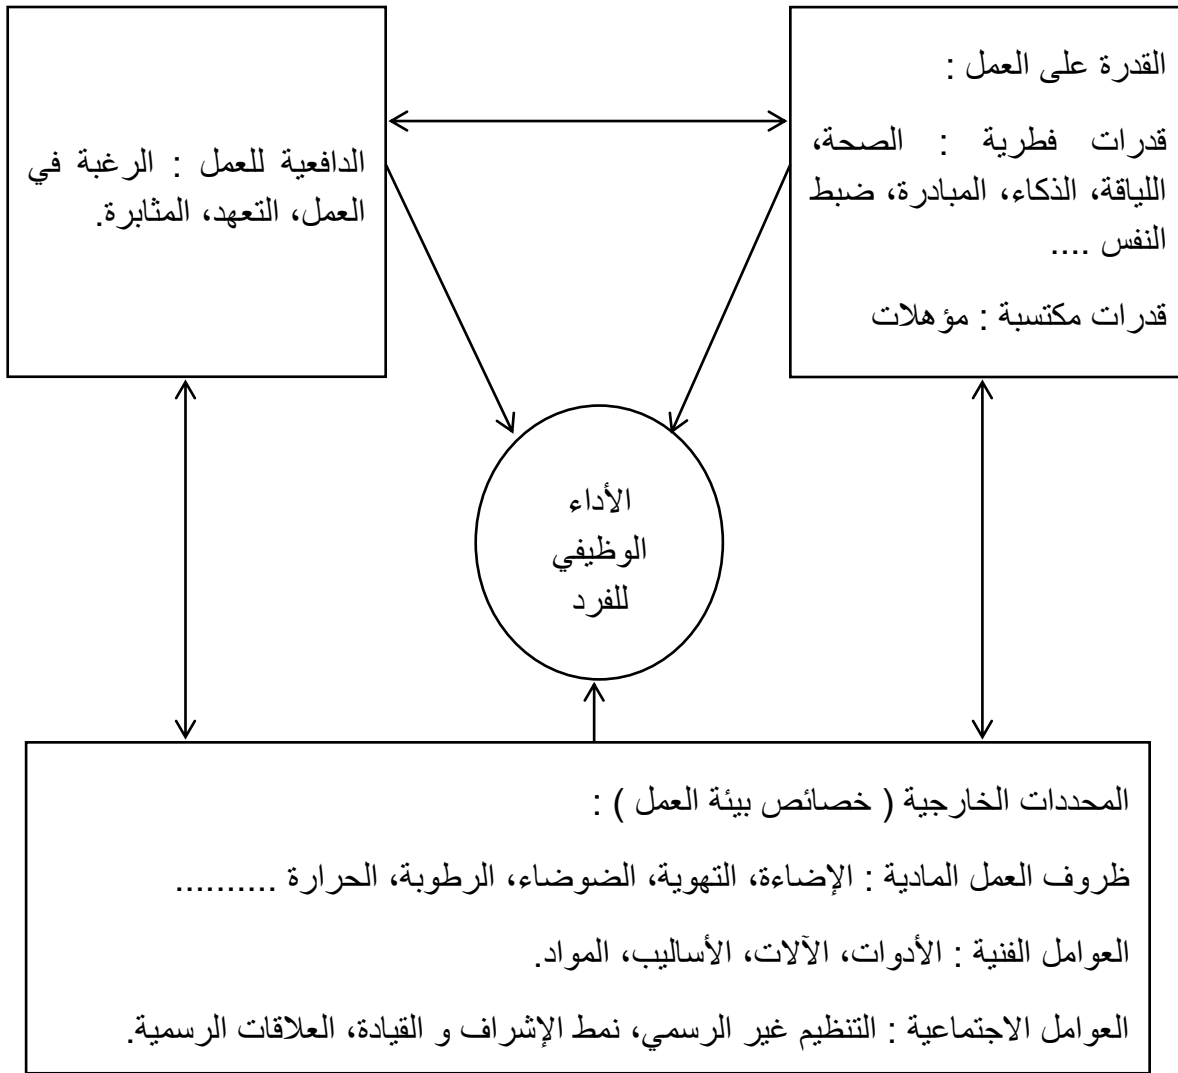 القدرة على العمل :
قدرات فطرية : الصحة،
اللياقة، الذكاء، المبادرة، ضبط
النفس ....
قدرات مكتسبة : مؤهلات
الدافعية للعمل : الرغبة في
العمل، التعهد، المثابرة.
الأداء
الوظيفي
للفرد
المحددات الخارجية ( خصائص بيئة العمل ) :
ظروف العمل المادية : الإضاءة، التهوية، الضوضاء، الرطوبة، الحرارة ..........
العوامل الفنية : الأدوات، الآلات، الأساليب، المواد.
العوامل الاجتماعية : التنظيم غير الرسمي، نمط الإشراف و القيادة، العلاقات الرسمية.